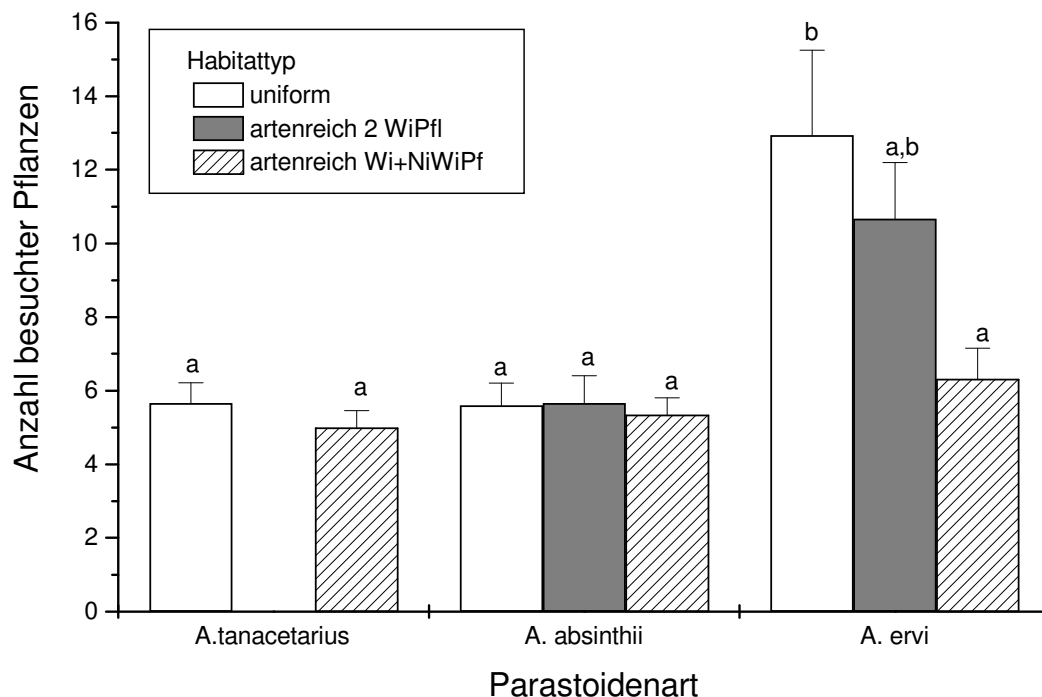 Anzahl besuchter Pflanzen
16
14
12
10
8
6
4
2
0
Habitattyp
uniform
artenreich 2 WiPfl
artenreich Wi+NiWiPf
a
a
a
a
a
b
a,b
a
A.tanacetarius
A. absinthii
A. ervi
Parastoidenart